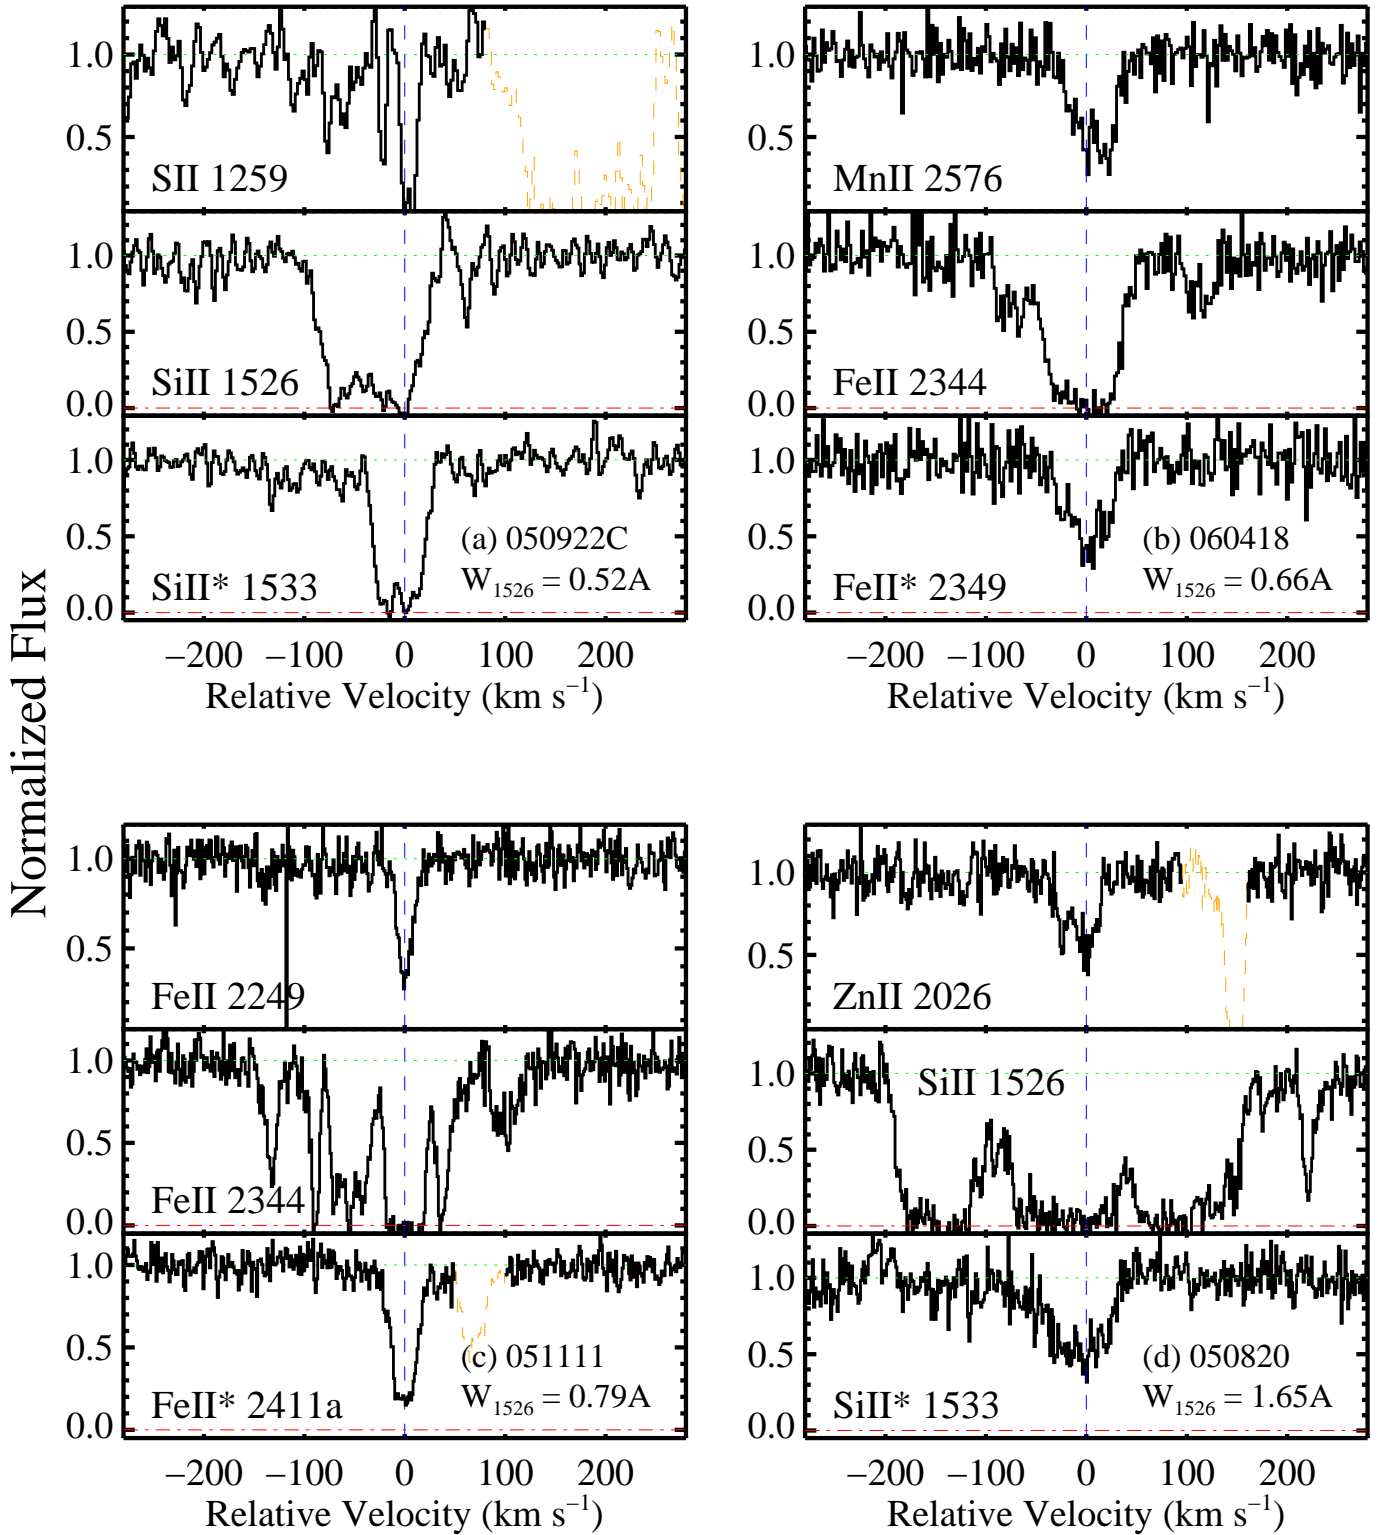 Normalized Flux
1.0
0.5
SII 1259
1.0
0.5
0.0
SiII 1526
1.0
0.5
0.0
(a) 050922C
W1526 = 0.52A
SiII* 1533
−200 −100 0 100 200
Relative Velocity (km s−1)
1.0
0.5
MnII 2576
1.0
0.5
0.0
FeII 2344
1.0
0.5
0.0
(b) 060418
W1526 = 0.66A
FeII* 2349
−200 −100 0 100 200
Relative Velocity (km s−1)
1.0
0.5
FeII 2249
1.0
0.5
0.0
FeII 2344
1.0
0.5
0.0
(c) 051111
W1526 = 0.79A
FeII* 2411a
−200 −100 0 100 200
Relative Velocity (km s−1)
1.0
0.5
ZnII 2026
1.0
0.5
0.0
SiII 1526
1.0
0.5
0.0
(d) 050820
W1526 = 1.65A
SiII* 1533
−200 −100 0 100 200
Relative Velocity (km s−1)